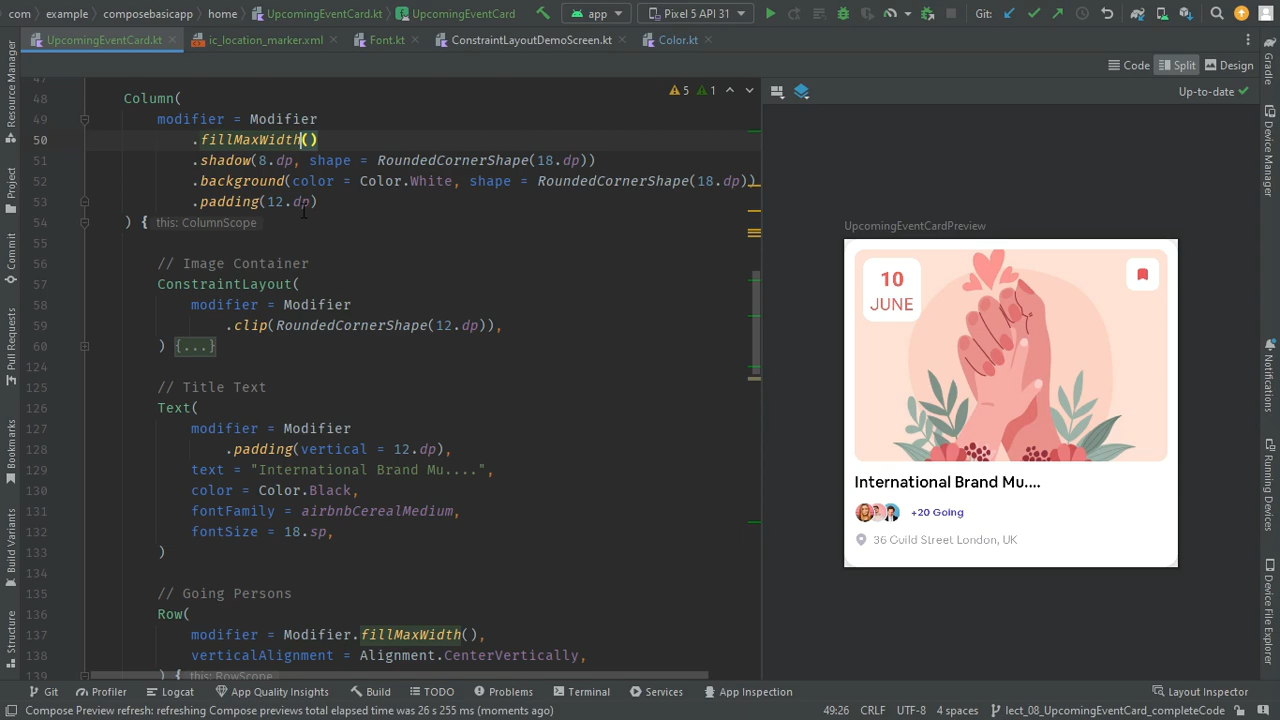 com example composebasicapp home UpcomingEventCard.kt UpcomingEventCard app Pixel 5 API 31 Git:
UpcomingEventCard.kt ic_location_marker.xml Font.kt ConstraintLayoutDemoScreen.kt Color.kt
Code Split Design
5 1 Up-to-date
48 Column(
49 modifier = Modifier
50 .fillMaxWidth()
51 .shadow(8.dp, shape = RoundedCornerShape(18.dp))
52 .background(color = Color.White, shape = RoundedCornerShape(18.dp))
53 .padding(12.dp)
54 ) { this: ColumnScope
55
56 // Image Container
57 ConstraintLayout(
58 modifier = Modifier
59 .clip(RoundedCornerShape(12.dp)),
60 ) {...}
124
125 // Title Text
126 Text(
127 modifier = Modifier
128 .padding(vertical = 12.dp),
129 text = "International Brand Mu....",
130 color = Color.Black,
131 fontFamily = airbnbCerealMedium,
132 fontSize = 18.sp,
133 )
134
135 // Going Persons
136 Row(
137 modifier = Modifier.fillMaxWidth(),
138 verticalAlignment = Alignment.CenterVertically,
139 ) { this: RowScope
UpcomingEventCardPreview
10
JUNE
International Brand Mu....
+20 Going
36 Guild Street London, UK
Resource Manager
Project
Commit
Pull Requests
Bookmarks
Build Variants
Structure
Gradle
Device Manager
Notifications
Running Devices
Device File Explorer
Git Profiler Logcat App Quality Insights Build TODO Problems Terminal Services App Inspection Layout Inspector
Compose Preview refresh: refreshing Compose previews total elapsed time was 26 s 255 ms (moments ago) 49:26 CRLF UTF-8 4 spaces lect_08_UpcomingEventCard_completeCode